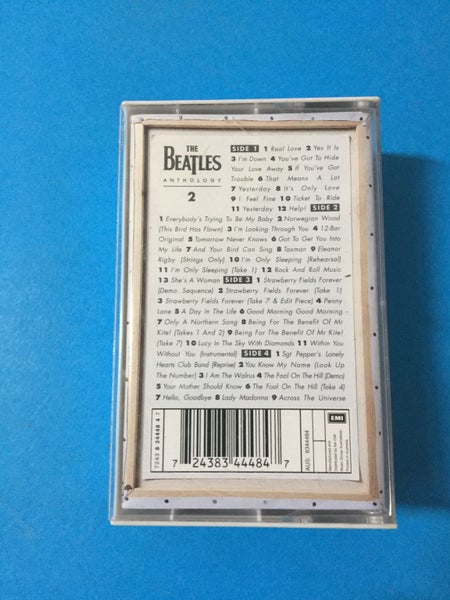 THE BEATLES
ANTHOLOGY
2
SIDE 1 1 Real Love 2 Yes It Is
3 I'm Down 4 You've Got To Hide
Your Love Away 5 If You've Got
Trouble 6 That Means A Lot
7 Yesterday 8 It's Only Love
9 I Feel Fine 10 Ticket To Ride
11 Yesterday 12 Help! SIDE 2
1 Everybody's Trying To Be My Baby 2 Norwegian Wood
(This Bird Has Flown) 3 I'm Looking Through You 4 12-Bar
Original 5 Tomorrow Never Knows 6 Got To Get You Into
My Life 7 And Your Bird Can Sing 8 Taxman 9 Eleanor
Rigby (Strings Only) 10 I'm Only Sleeping (Rehearsal)
11 I'm Only Sleeping (Take 1) 12 Rock And Roll Music
13 She's A Woman SIDE 3 1 Strawberry Fields Forever
(Demo Sequence) 2 Strawberry Fields Forever (Take 1)
3 Strawberry Fields Forever (Take 7 & Edit Piece) 4 Penny
Lane 5 A Day In The Life 6 Good Morning Good Morning
7 Only A Northern Song 8 Being For The Benefit Of Mr
Kite! (Takes 1 And 2) 9 Being For The Benefit Of Mr Kite!
(Take 7) 10 Lucy In The Sky With Diamonds 11 Within You
Without You (Instrumental) SIDE 4 1 Sgt Pepper's Lonely
Hearts Club Band (Reprise) 2 You Know My Name (Look Up
The Number) 3 I Am The Walrus 4 The Fool On The Hill (Demo)
5 Your Mother Should Know 6 The Fool On The Hill (Take 4)
7 Hello, Goodbye 8 Lady Madonna 9 Across The Universe
7243 8 34448 4 7
7 24383 44484 7
AUS: 8344484
EMI